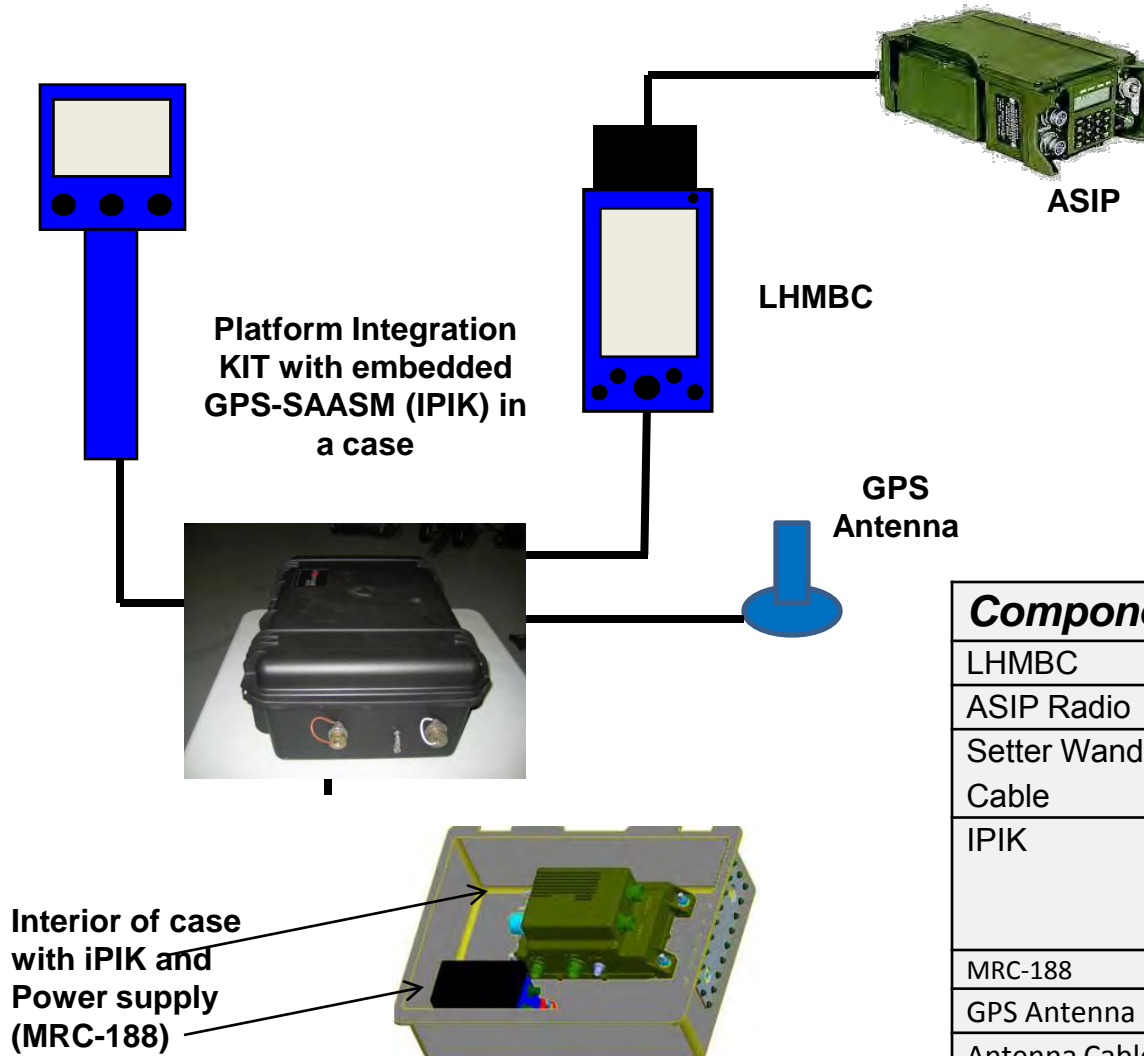 ASIP
LHMBC
Platform Integration
KIT with embedded
GPS-SAASM (IPIK) in
a case
GPS
Antenna
LHMBC
ASIP Radio
Setter Wand
Cable
IPIK
MRC-188
GPS Antenna
Interior of case
with iPIK and
Power supply
(MRC-188)